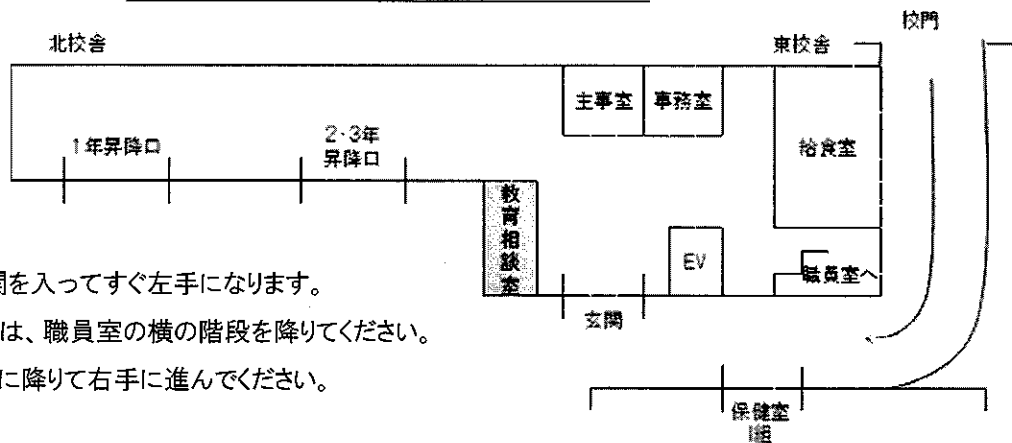 校門
北校舎
東校舎
主事室
事務室
1年昇降口
2・3年
昇降口
給食室
教育相談室
EV
職員室へ
関を入ってすぐ左手になります。
玄関
は、職員室の横の階段を降りてください。
に降りて右手に進んでください。
保健室
I組